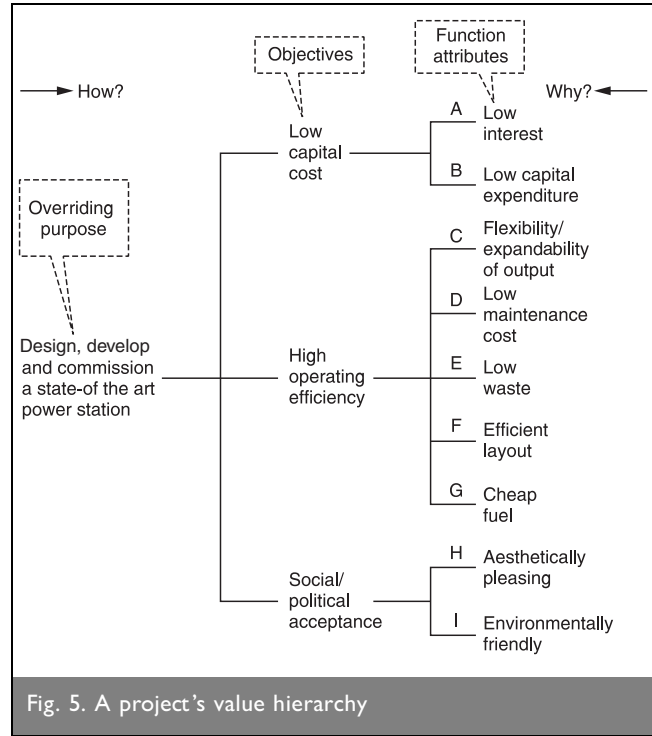 Objectives
Function
attributes
How?
Why?
Overriding
purpose
Design, develop
and commission
a state-of the art
power station
Low
capital
cost
A
Low
interest
B
Low capital
expenditure
High
operating
efficiency
C
Flexibility/
expandability
of output
D
Low
maintenance
cost
E
Low
waste
F
Efficient
layout
G
Cheap
fuel
Social/
political
acceptance
H
Aesthetically
pleasing
I
Environmentally
friendly
Fig. 5. A project's value hierarchy